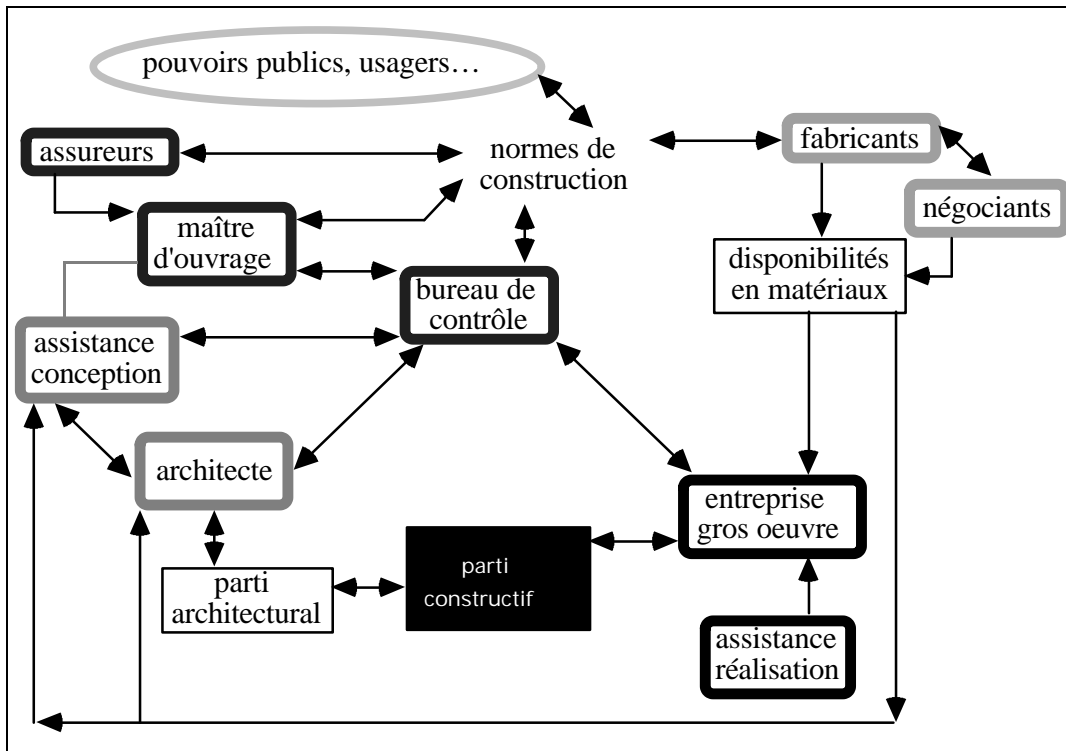 pouvoirs publics, usagers…
assureurs
normes de
construction
fabricants
négociants
maître
d'ouvrage
disponibilités
en matériaux
bureau de
contrôle
assistance
conception
architecte
entreprise
gros oeuvre
parti
constructif
parti
architectural
assistance
réalisation